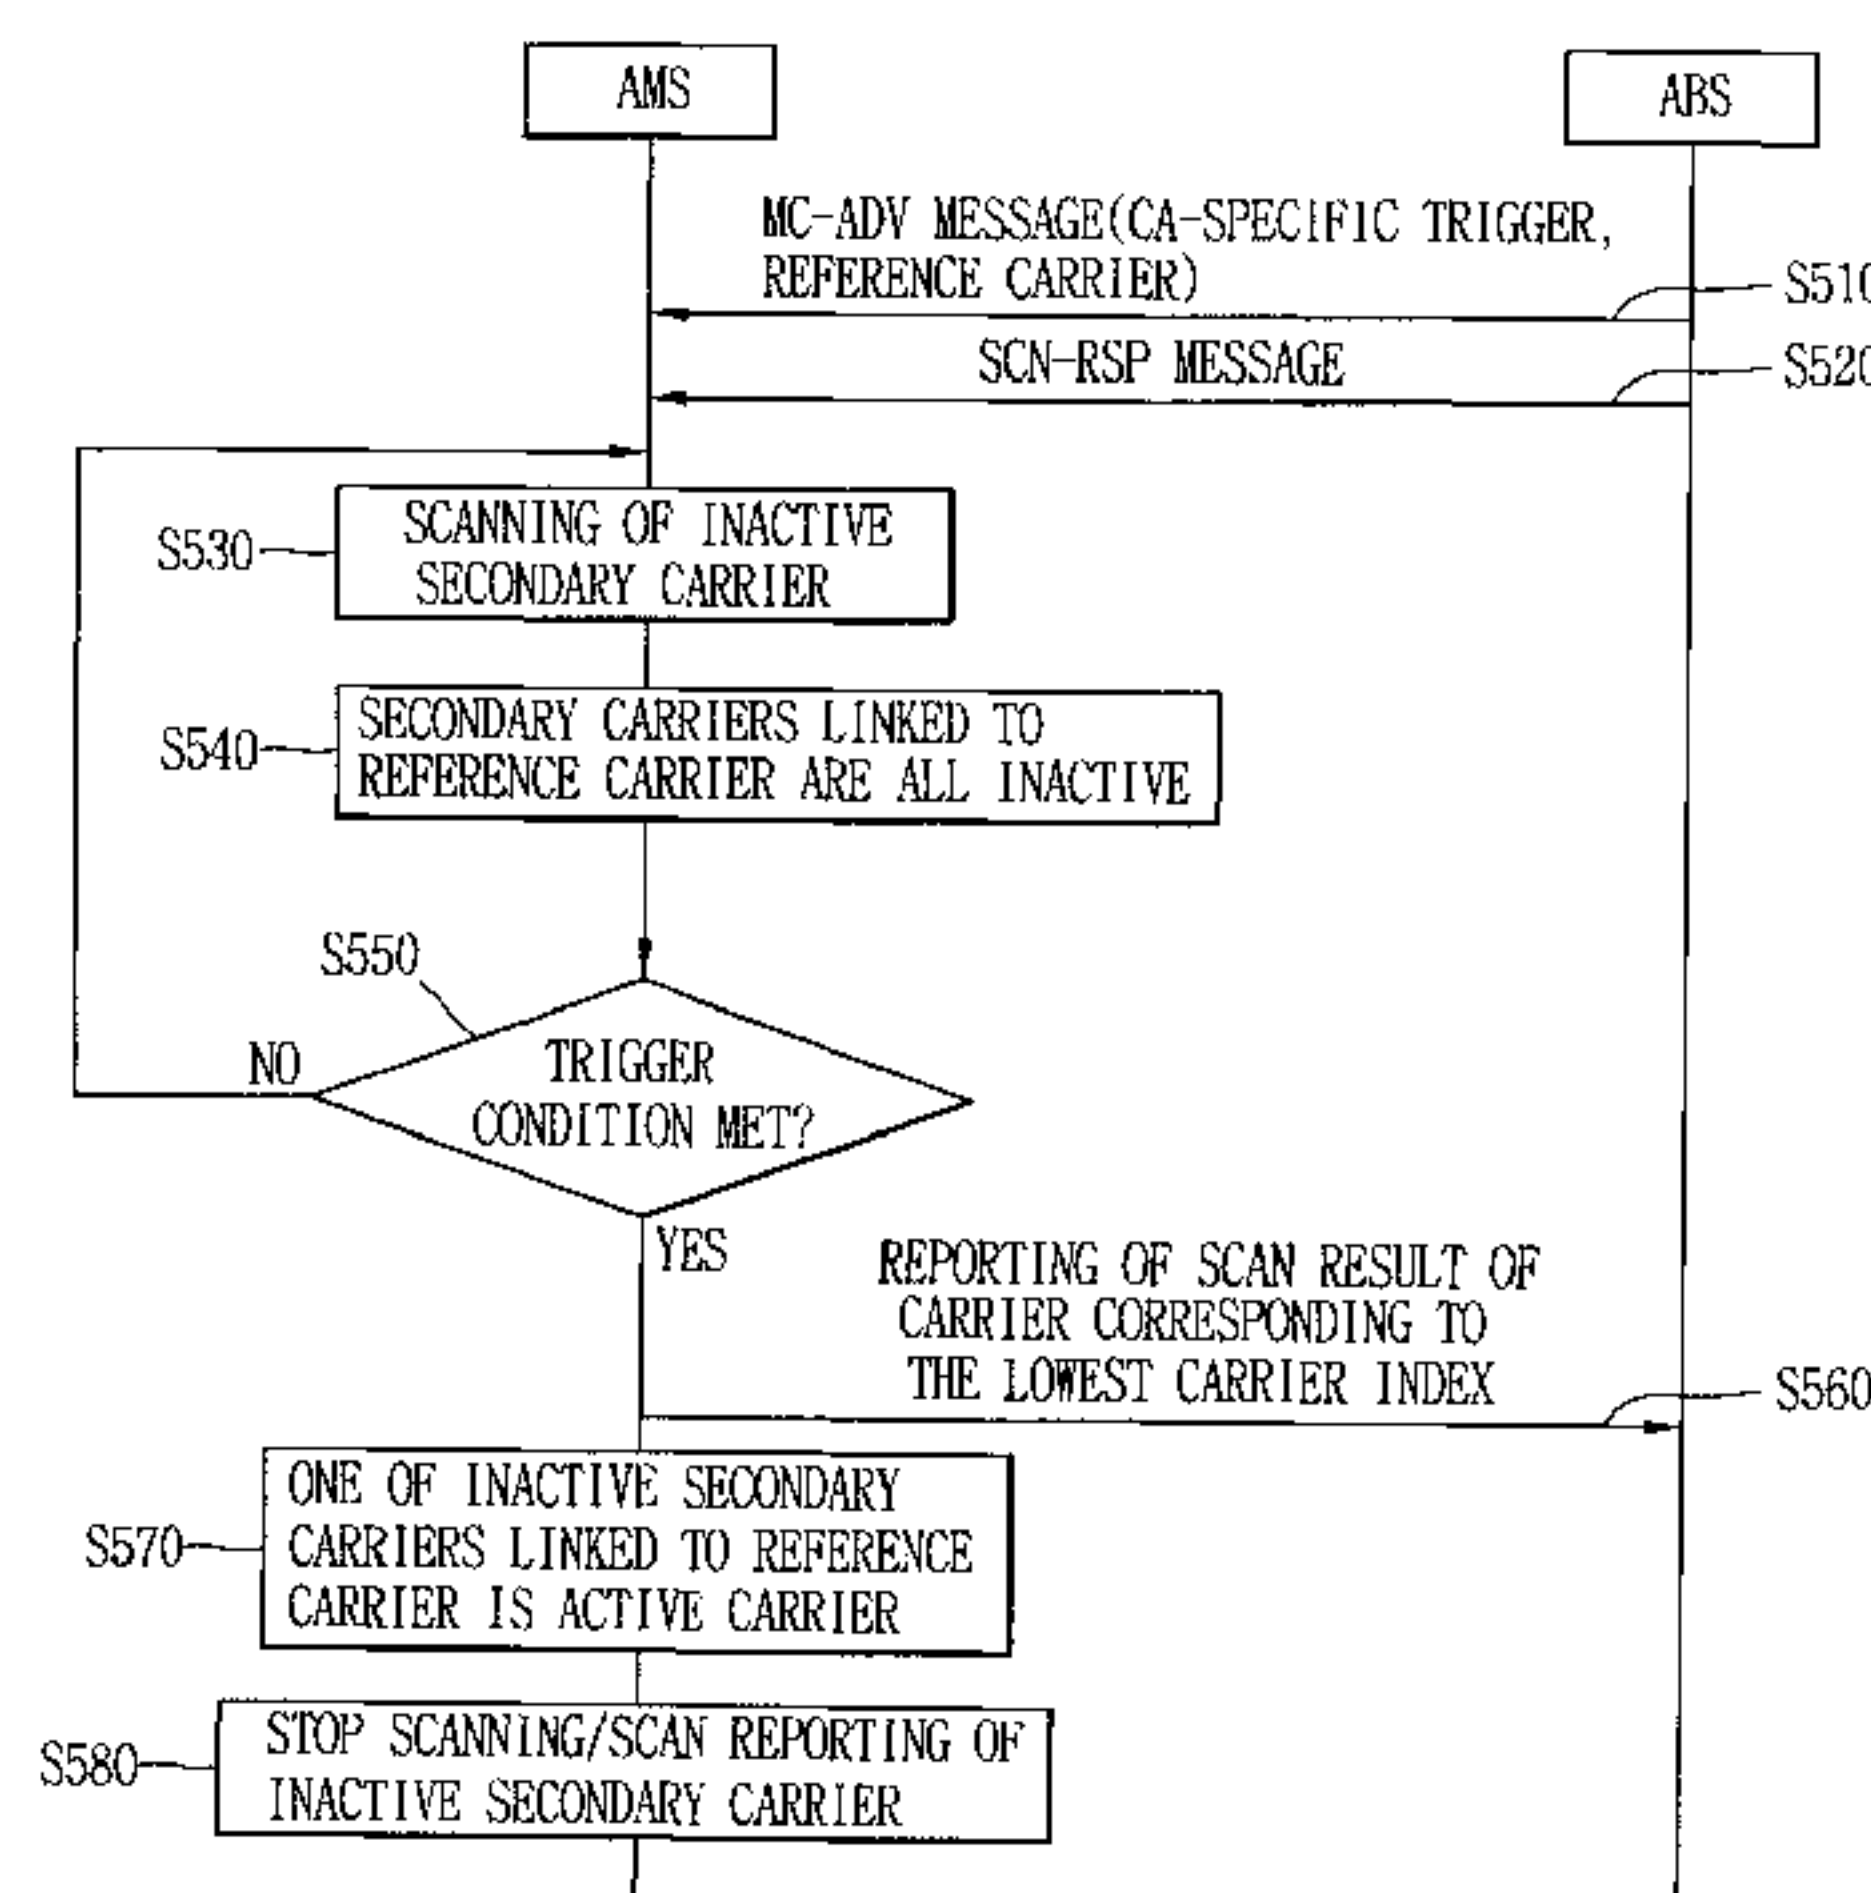 AMS
ABS
MC-ADV MESSAGE(CA-SPECIFIC TRIGGER,
REFERENCE CARRIER)
S510
SCN-RSP MESSAGE
S520
SCANNING OF INACTIVE
SECONDARY CARRIER
S530
SECONDARY CARRIERS LINKED TO
REFERENCE CARRIER ARE ALL INACTIVE
S540
S550
NO
TRIGGER
CONDITION MET?
YES
REPORTING OF SCAN RESULT OF
CARRIER CORRESPONDING TO
THE LOWEST CARRIER INDEX
S560
ONE OF INACTIVE SECONDARY
CARRIERS LINKED TO REFERENCE
CARRIER IS ACTIVE CARRIER
S570
STOP SCANNING/SCAN REPORTING OF
INACTIVE SECONDARY CARRIER
S580